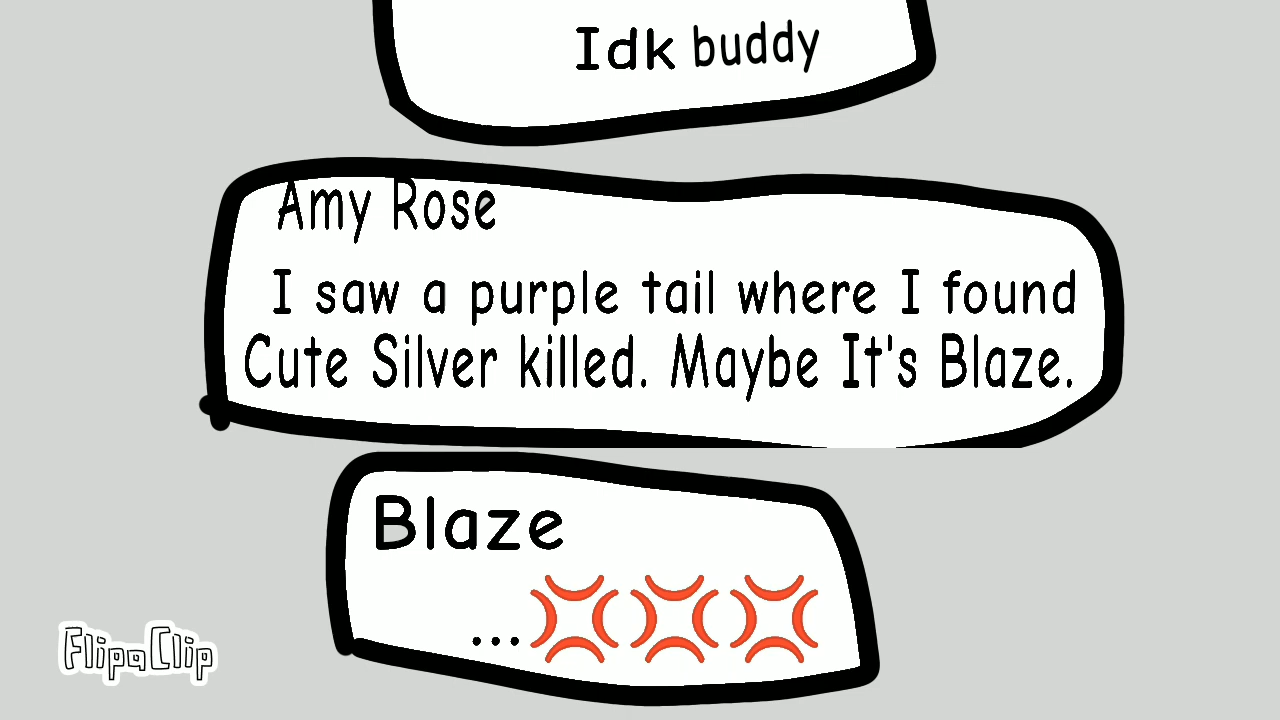 Idk buddy
Amy Rose
I saw a purple tail where I found
Cute Silver killed. Maybe It's Blaze.
Blaze
...💢💢💢
FlipaClip